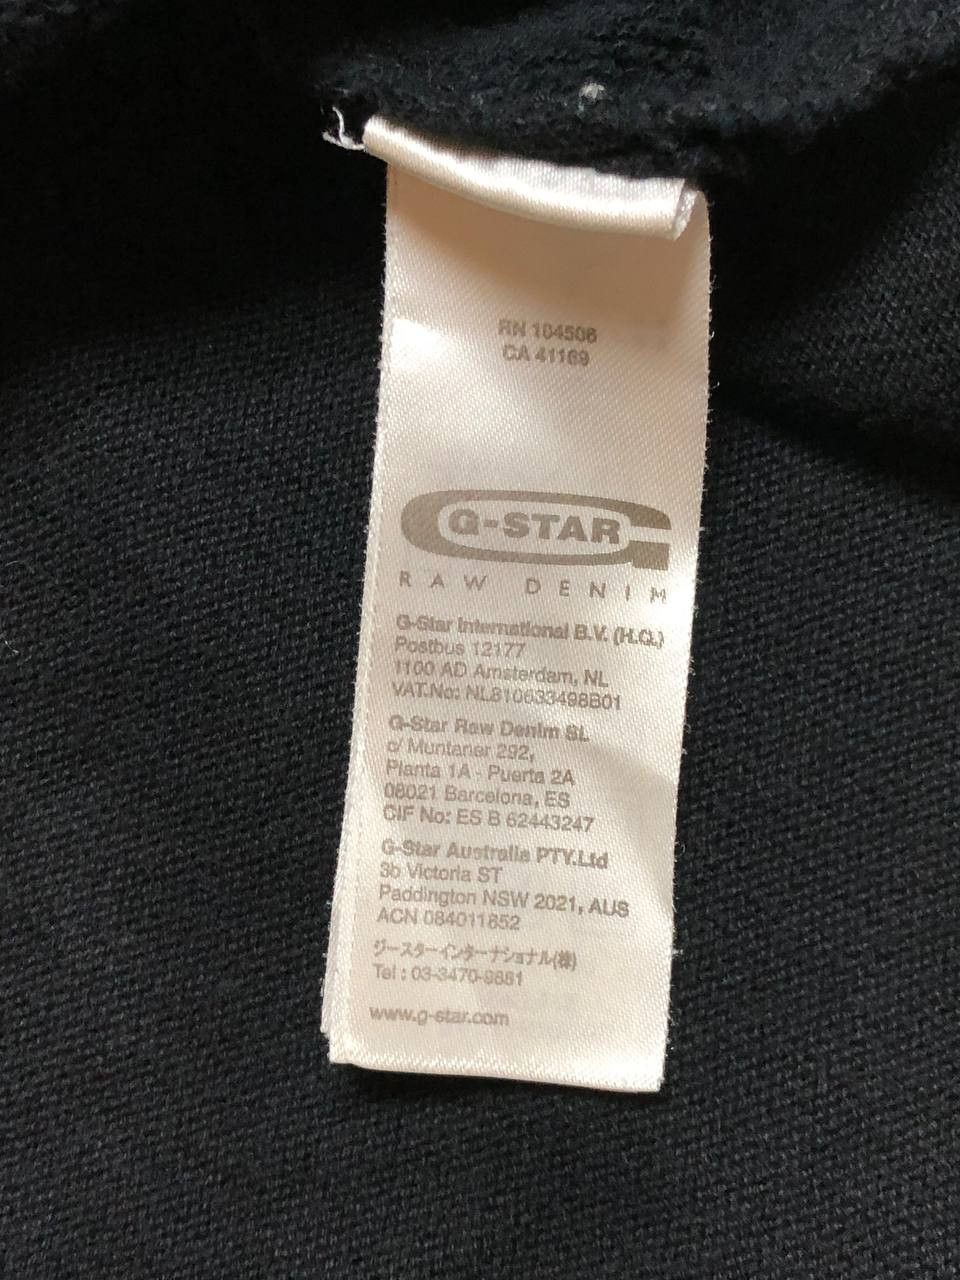 RN 104506
CA 41169
G-STAR
RAW DENIM
G-Star International B.V. (H.Q.)
Postbus 12177
1100 AD Amsterdam, NL
VAT.No: NL810633498B01
G-Star Raw Denim SL
c/ Muntaner 292,
Planta 1A - Puerta 2A
08021 Barcelona, ES
CIF No: ES B 62443247
G-Star Australia PTY.Ltd
3b Victoria ST
Paddington NSW 2021, AUS
ACN 084011652
ジースターインターナショナル(株)
Tel : 03-3470-9881
www.g-star.com